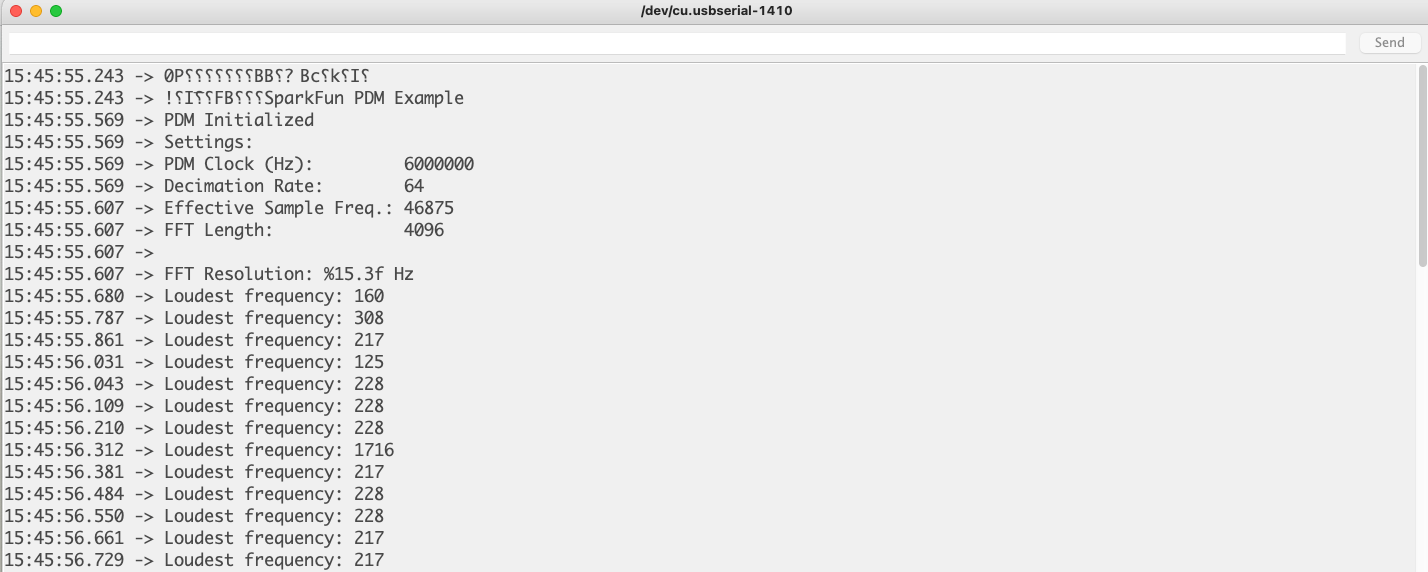 /dev/cu.usbserial-1410
Send
15:45:55.243 -> 0P⸮⸮⸮⸮⸮⸮⸮BB⸮? Bc⸮k⸮I⸮
15:45:55.243 -> !⸮I⸮⸮FB⸮⸮⸮SparkFun PDM Example
15:45:55.569 -> PDM Initialized
15:45:55.569 -> Settings:
15:45:55.569 -> PDM Clock (Hz):         6000000
15:45:55.569 -> Decimation Rate:        64
15:45:55.607 -> Effective Sample Freq.: 46875
15:45:55.607 -> FFT Length:             4096
15:45:55.607 ->
15:45:55.607 -> FFT Resolution: %15.3f Hz
15:45:55.680 -> Loudest frequency: 160
15:45:55.787 -> Loudest frequency: 308
15:45:55.861 -> Loudest frequency: 217
15:45:56.031 -> Loudest frequency: 125
15:45:56.043 -> Loudest frequency: 228
15:45:56.109 -> Loudest frequency: 228
15:45:56.210 -> Loudest frequency: 228
15:45:56.312 -> Loudest frequency: 1716
15:45:56.381 -> Loudest frequency: 217
15:45:56.484 -> Loudest frequency: 228
15:45:56.550 -> Loudest frequency: 228
15:45:56.661 -> Loudest frequency: 217
15:45:56.729 -> Loudest frequency: 217